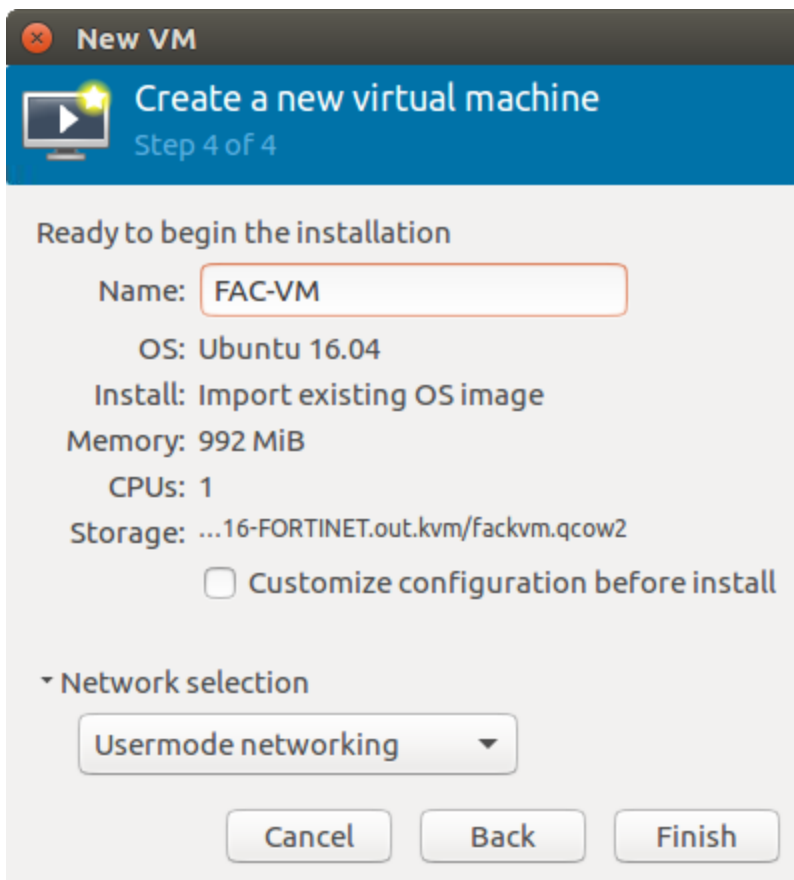 New VM
Create a new virtual machine
Step 4 of 4
Ready to begin the installation
Name: FAC-VM
OS: Ubuntu 16.04
Install: Import existing OS image
Memory: 992 MiB
CPUs: 1
Storage: ...16-FORTINET.out.kvm/fackvm.qcow2
Customize configuration before install
Network selection
Usermode networking
Cancel Back Finish